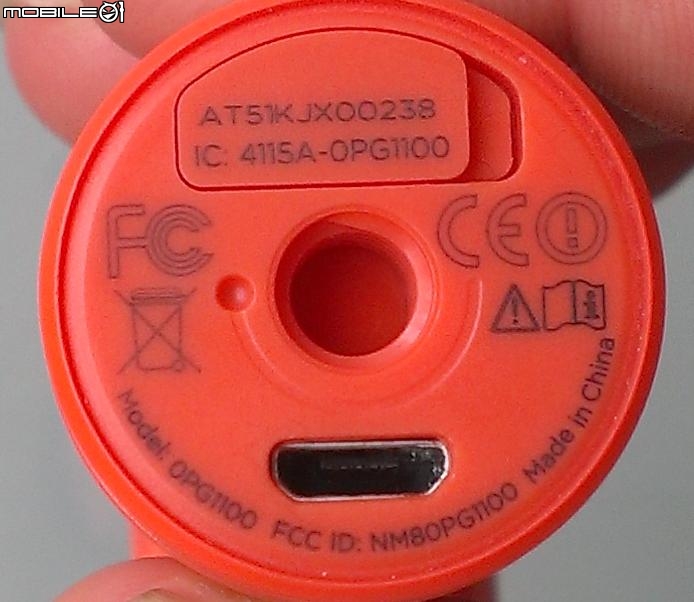 MOBILE01
AT51KJX00238
IC: 4115A-0PG1100
FC
CE
Model: 0PG1100
FCC ID: NM80PG1100
Made in China